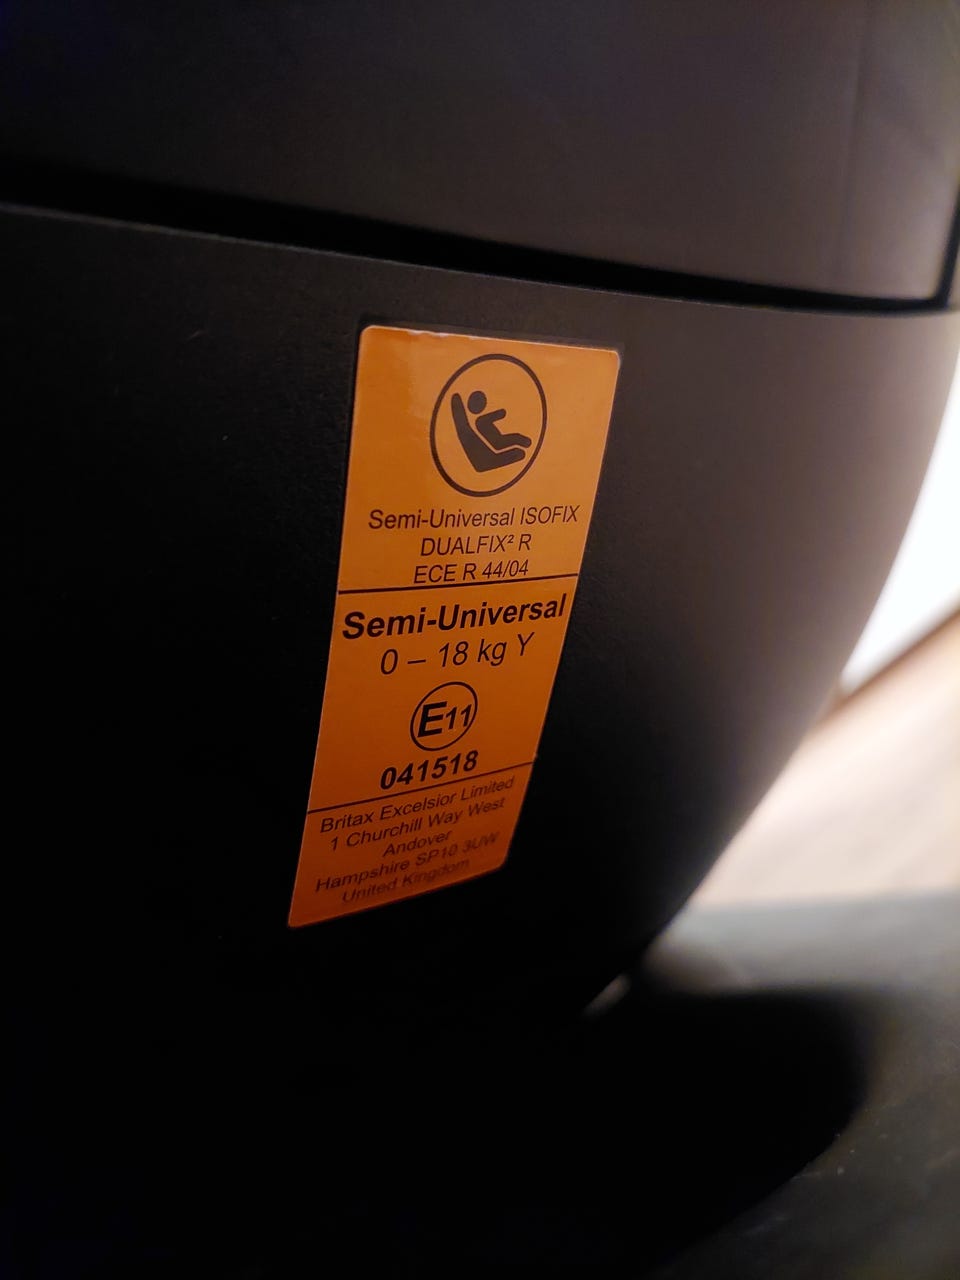 Semi-Universal ISOFIX
DUALFIX² R
ECE R 44/04
Semi-Universal
0 – 18 kg Y
E11
041518
Britax Excelsior Limited
1 Churchill Way West
Andover
Hampshire SP10 3UW
United Kingdom